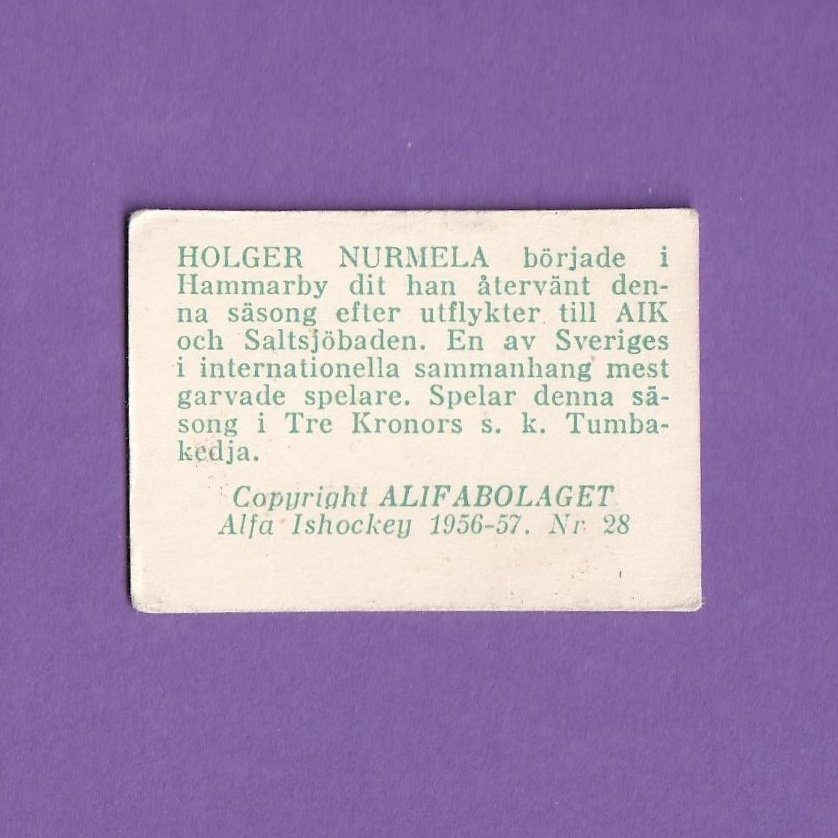 HOLGER NURMELA började i
Hammarby dit han återvänt den-
na säsong efter utflykter till AIK
och Saltsjöbaden. En av Sveriges
i internationella sammanhang mest
garvade spelare. Spelar denna sä-
song i Tre Kronors s. k. Tumba-
kedja.
Copyright ALIFABOLAGET
Alfa Ishockey 1956-57. Nr 28